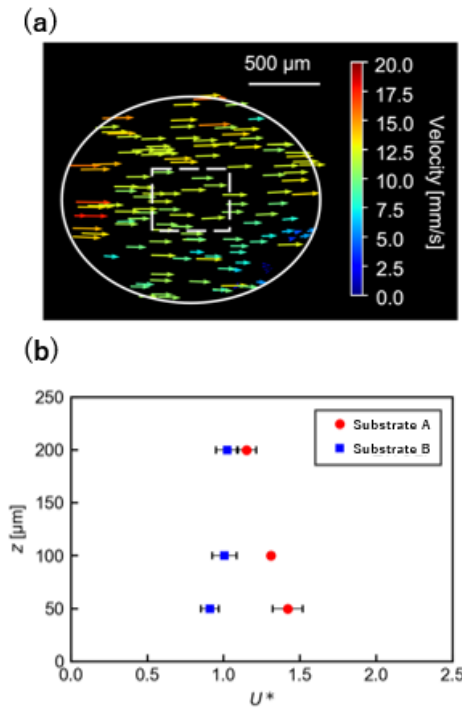 (a)
500 μm
20.0
17.5
15.0
12.5
10.0
7.5
5.0
2.5
0.0
Velocity [mm/s]
(b)
250
200
150
100
50
0
z [μm]
Substrate A
Substrate B
0.0 0.5 1.0 1.5 2.0 2.5
U*